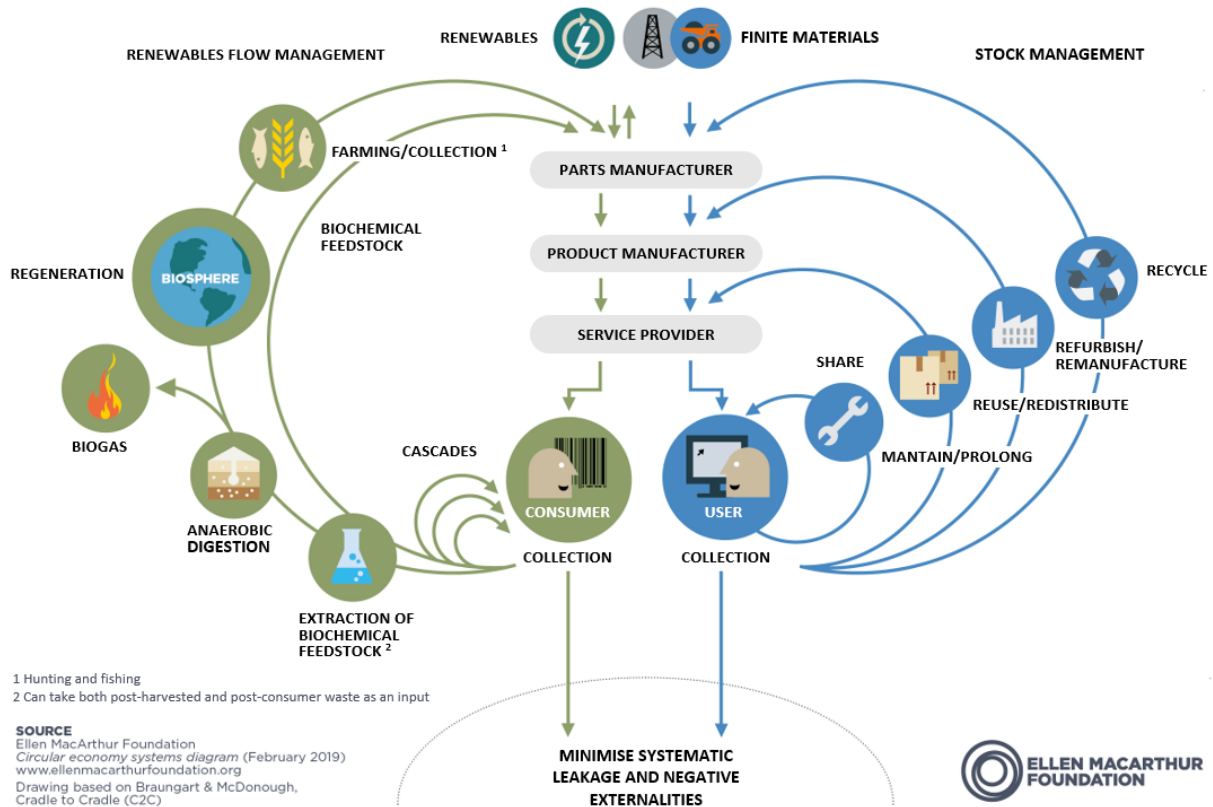 RENEWABLES
FINITE MATERIALS
RENEWABLES FLOW MANAGEMENT
STOCK MANAGEMENT
PARTS MANUFACTURER
PRODUCT MANUFACTURER
SERVICE PROVIDER
FARMING/COLLECTION 1
BIOCHEMICAL
FEEDSTOCK
REGENERATION
BIOSPHERE
BIOGAS
ANAEROBIC
DIGESTION
EXTRACTION OF
BIOCHEMICAL
FEEDSTOCK 2
CASCADES
CONSUMER
COLLECTION
USER
COLLECTION
SHARE
MANTAIN/PROLONG
REUSE/REDISTRIBUTE
REFURBISH/
REMANUFACTURE
RECYCLE
MINIMISE SYSTEMATIC
LEAKAGE AND NEGATIVE
EXTERNALITIES
1 Hunting and fishing
2 Can take both post-harvested and post-consumer waste as an input
SOURCE
Ellen MacArthur Foundation
Circular economy systems diagram (February 2019)
www.ellenmacarthurfoundation.org
Drawing based on Braungart & McDonough,
Cradle to Cradle (C2C)
ELLEN MACARTHUR
FOUNDATION